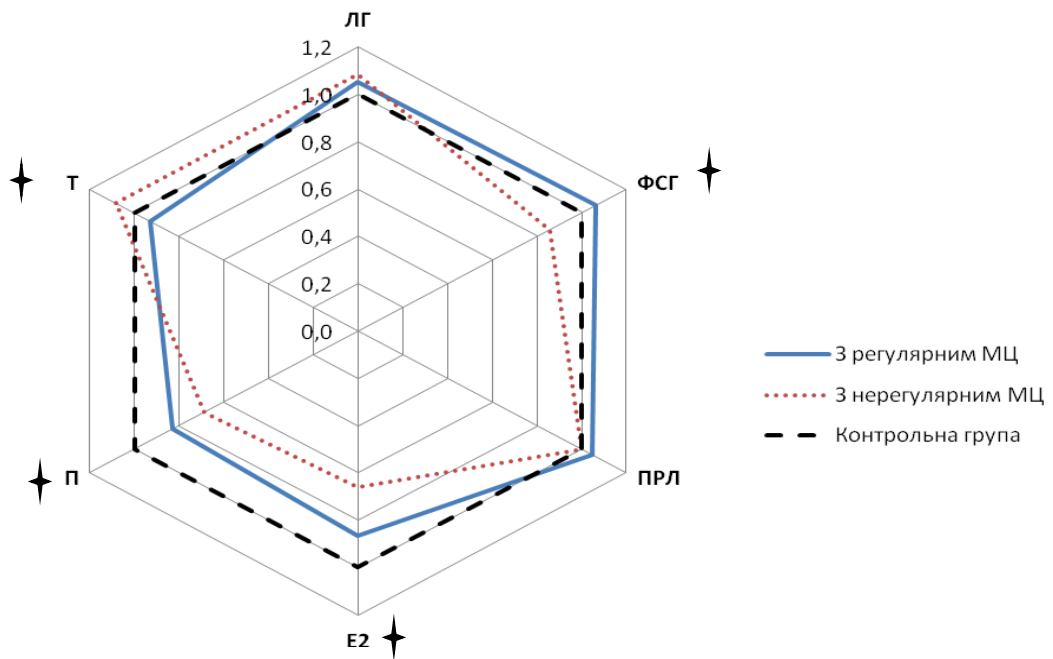 ЛГ
1,2
1,0
0,8
0,6
0,4
0,2
0,0
Т
ФСГ
П
ПРЛ
Е2
З регулярним МЦ
З нерегулярним МЦ
Контрольна група